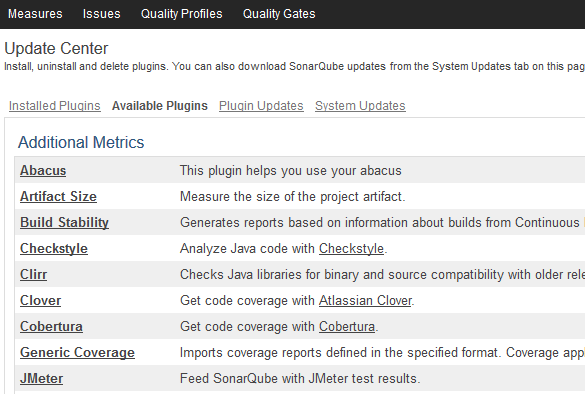 Measures Issues Quality Profiles Quality Gates
Update Center
Install, uninstall and delete plugins. You can also download SonarQube updates from the System Updates tab on this pag
Installed Plugins Available Plugins Plugin Updates System Updates
Additional Metrics
Abacus This plugin helps you use your abacus
Artifact Size Measure the size of the project artifact.
Build Stability Generates reports based on information about builds from Continuous
Checkstyle Analyze Java code with Checkstyle.
Clirr Checks Java libraries for binary and source compatibility with older rele
Clover Get code coverage with Atlassian Clover.
Cobertura Get code coverage with Cobertura.
Generic Coverage Imports coverage reports defined in the specified format. Coverage app
JMeter Feed SonarQube with JMeter test results.